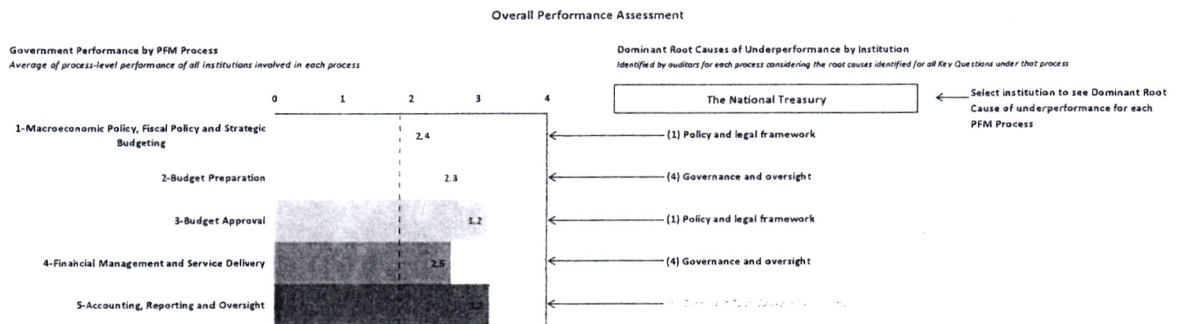 Overall Performance Assessment
Government Performance by PFM Process
Average of process-level performance of all institutions involved in each process
Dominant Root Causes of Underperformance by Institution
Identified by auditors for each process considering the root causes identified for all Key Questions under that process
The National Treasury
Select institution to see Dominant Root
Cause of underperformance for each
PFM Process
0 1 2 3 4
1-Macroeconomic Policy, Fiscal Policy and Strategic
Budgeting
2.4
(1) Policy and legal framework
2-Budget Preparation
2.3
(4) Governance and oversight
3-Budget Approval
3.2
(1) Policy and legal framework
4-Financial Management and Service Delivery
(4) Governance and oversight
5-Accounting, Reporting and Oversight